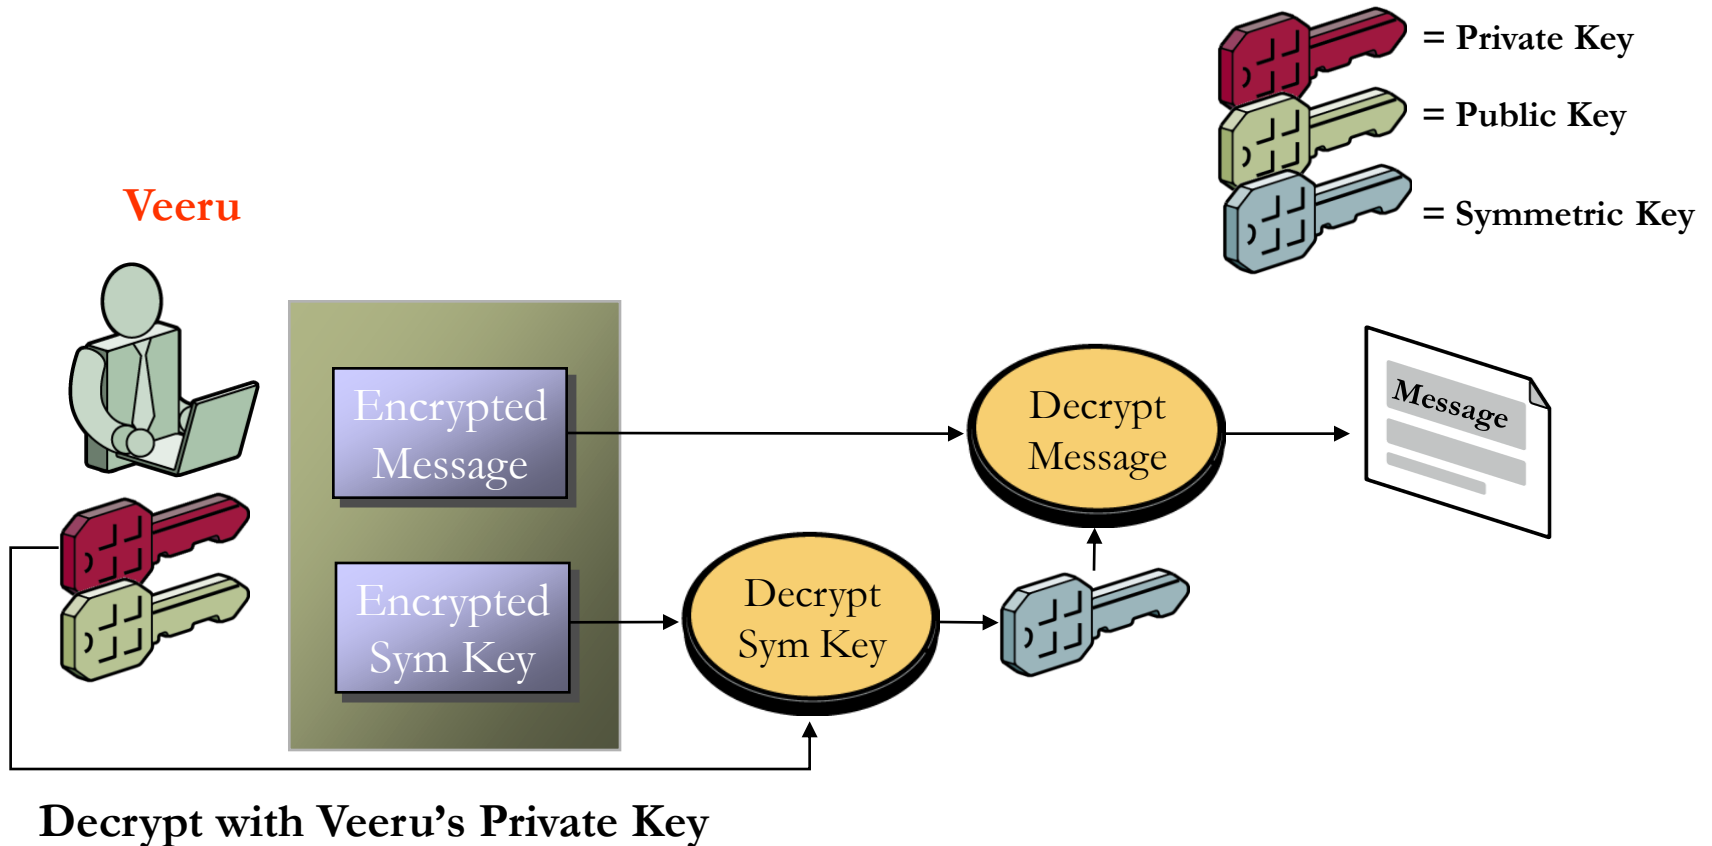 = Private Key
= Public Key
= Symmetric Key
Veeru
Encrypted
Message
Decrypt
Message
Message
Encrypted
Sym Key
Decrypt
Sym Key
Decrypt with Veeru’s Private Key